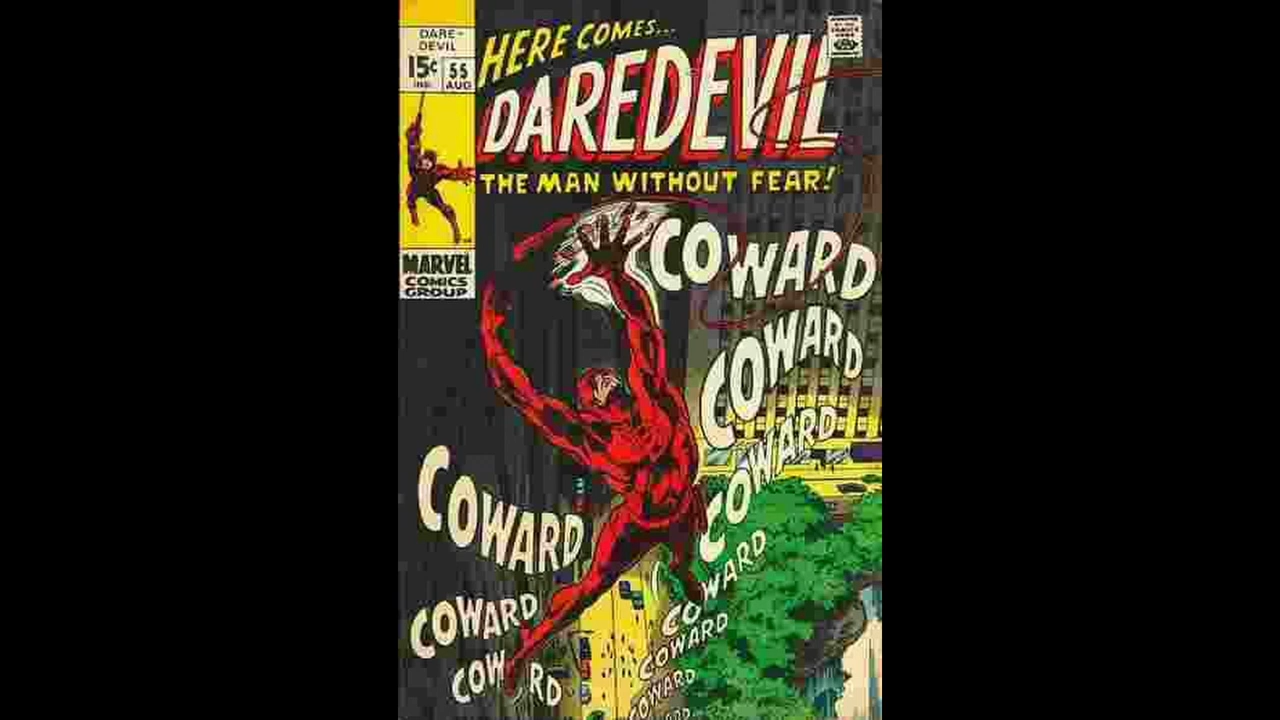 DARE-
DEVIL
15¢
IND.
55
AUG
MARVEL
COMICS
GROUP
HERE COMES...
DAREDEVIL
THE MAN WITHOUT FEAR!
COWARD
COWARD
COWARD
COWARD
COWARD
COWARD
COWARD
COWARD
COWARD